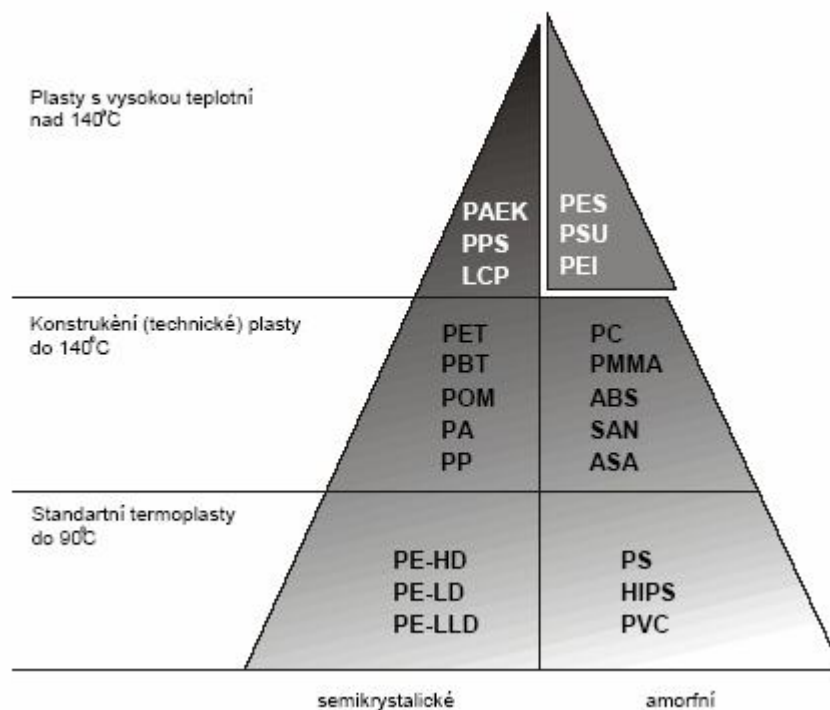 Plasty s vysokou teplotní
nad 140°C
PAEK
PPS
LCP
PES
PSU
PEI
Konstrukèní (technické) plasty
do 140°C
PET
PBT
POM
PA
PP
PC
PMMA
ABS
SAN
ASA
Standartní termoplasty
do 90°C
PE-HD
PE-LD
PE-LLD
PS
HIPS
PVC
semikrystalické
amorfní